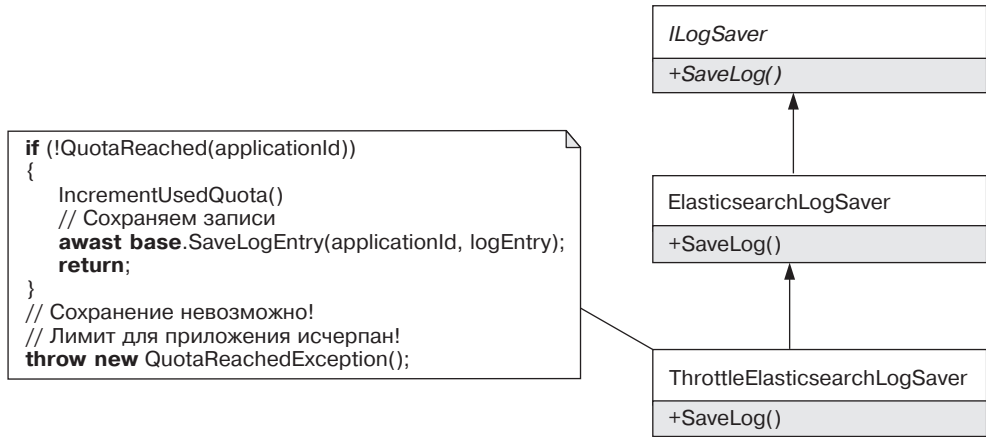 ILogSaver
+SaveLog()
if (!QuotaReached(applicationId))
{
IncrementUsedQuota()
// Сохраняем записи
awast base.SaveLogEntry(applicationId, logEntry);
return;
}
// Сохранение невозможно!
// Лимит для приложения исчерпан!
throw new QuotaReachedException();
ElasticsearchLogSaver
+SaveLog()
ThrottleElasticsearchLogSaver
+SaveLog()